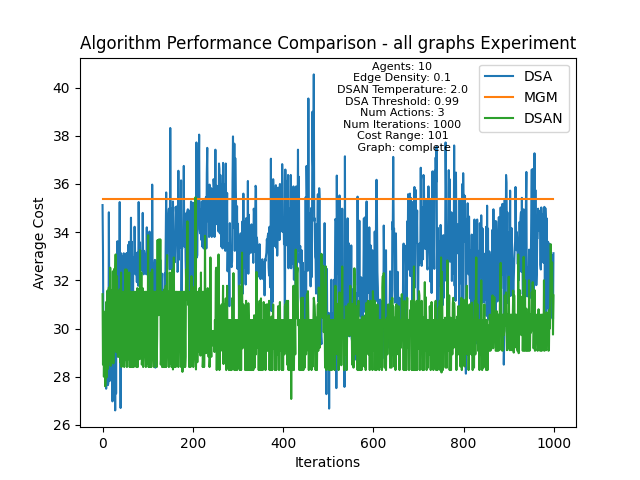 Algorithm Performance Comparison - all graphs Experiment
Agents: 10
Edge Density: 0.1
DSAN Temperature: 2.0
DSA Threshold: 0.99
Num Actions: 3
Num Iterations: 1000
Cost Range: 101
Graph: complete
DSA
MGM
DSAN
Average Cost
40
38
36
34
32
30
28
26
0
200
400
600
800
1000
Iterations